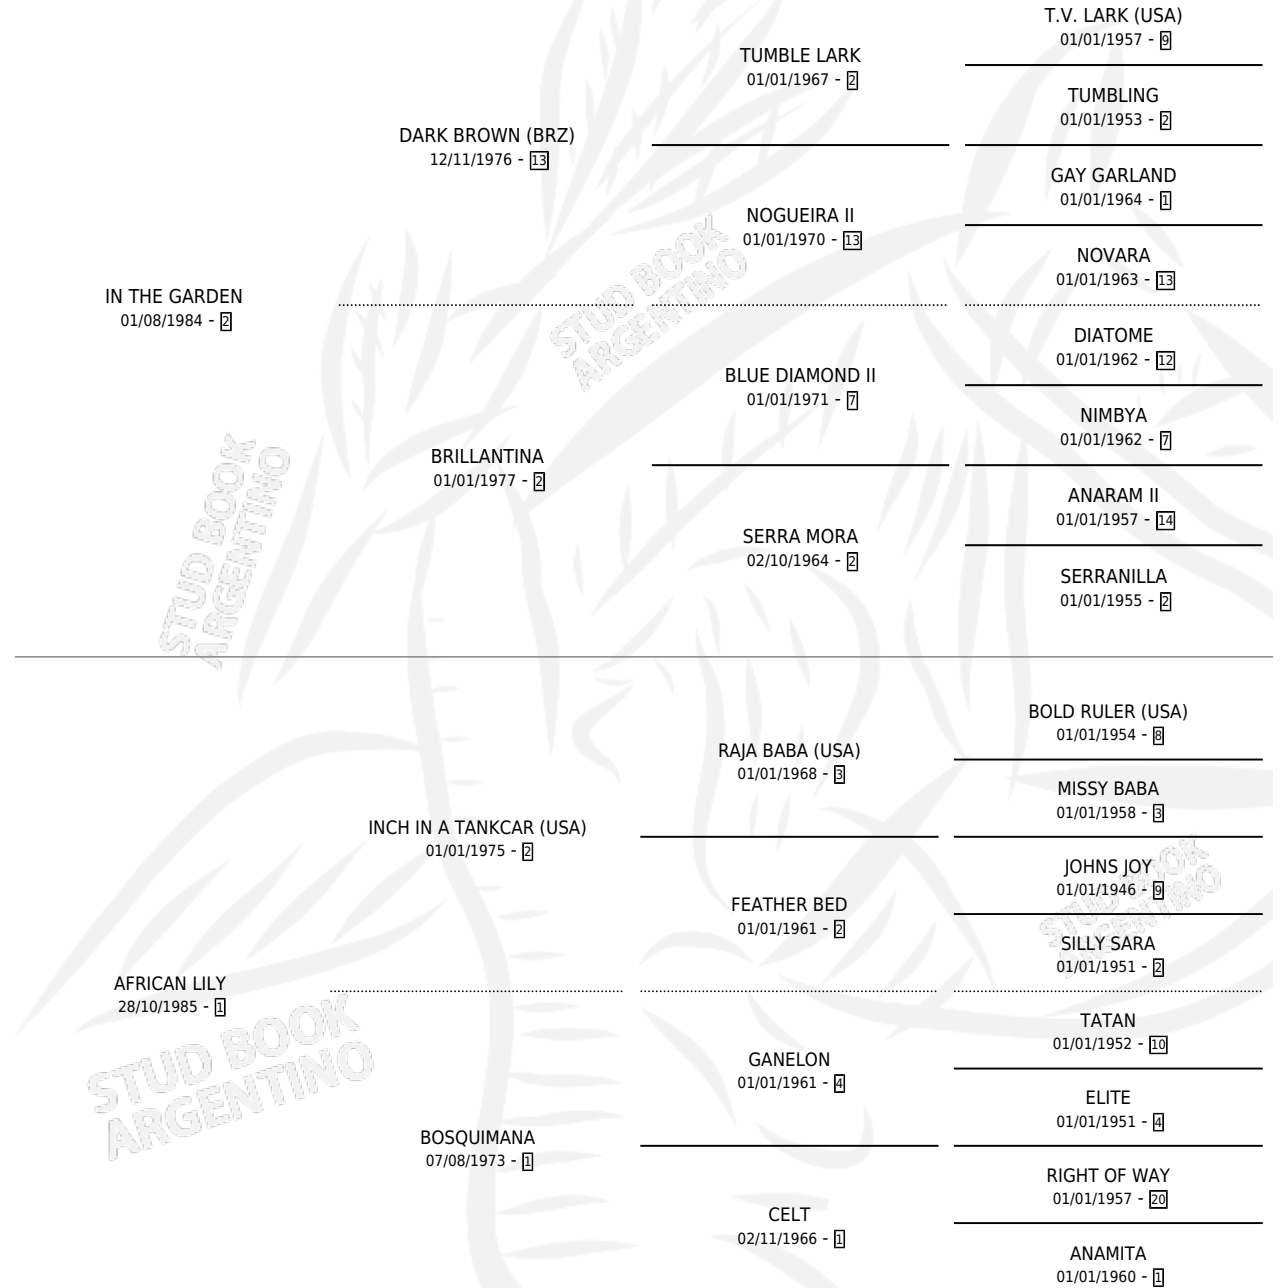 T.V. LARK (USA)
01/01/1957 - 9
TUMBLE LARK
01/01/1967 - 2
TUMBLING
01/01/1953 - 2
DARK BROWN (BRZ)
12/11/1976 - 13
GAY GARLAND
01/01/1964 - 1
NOGUEIRA II
01/01/1970 - 13
NOVARA
01/01/1963 - 13
IN THE GARDEN
01/08/1984 - 2
STUD BOOK
ARGENTINO
DIATOME
01/01/1962 - 12
BLUE DIAMOND II
01/01/1971 - 7
NIMBYA
01/01/1962 - 7
BRILLANTINA
01/01/1977 - 2
ANARAM II
01/01/1957 - 14
SERRA MORA
02/10/1964 - 2
SERRANILLA
01/01/1955 - 2
STUD BOOK
ARGENTINO
BOLD RULER (USA)
01/01/1954 - 8
RAJA BABA (USA)
01/01/1968 - 3
MISSY BABA
01/01/1958 - 3
INCH IN A TANKCAR (USA)
01/01/1975 - 2
JOHNS JOY
01/01/1946 - 9
FEATHER BED
01/01/1961 - 2
STUD BOOK
ARGENTINO
SILLY SARA
01/01/1951 - 2
AFRICAN LILY
28/10/1985 - 1
TATAN
01/01/1952 - 10
GANELON
01/01/1961 - 4
STUD BOOK
ARGENTINO
ELITE
01/01/1951 - 4
BOSQUIMANA
07/08/1973 - 1
RIGHT OF WAY
01/01/1957 - 20
CELT
02/11/1966 - 1
ANAMITA
01/01/1960 - 1